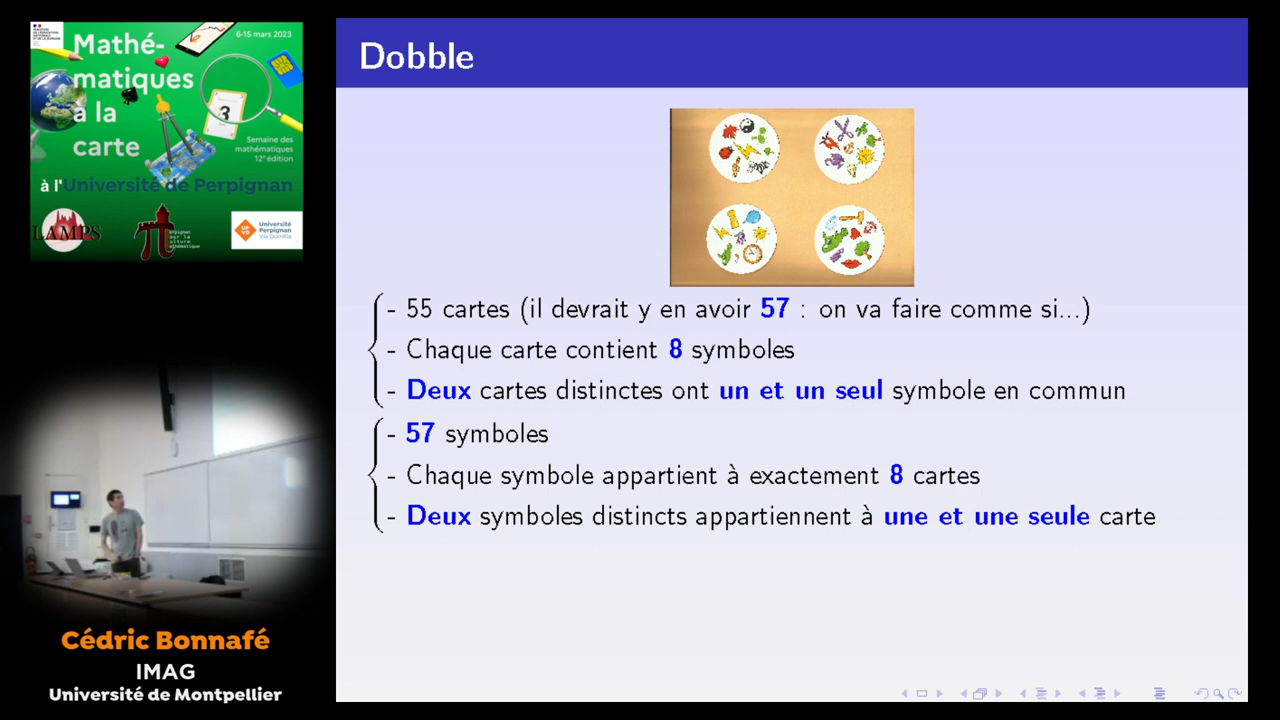 6-15 mars 2023
Mathé-
matiques
à la
carte
3
Semaine des
mathématiques
12e édition
à l'Université de Perpignan
LAMPS
Université
Perpignan
Via Domitia
Dobble
- 55 cartes (il devrait y en avoir 57 : on va faire comme si...)
- Chaque carte contient 8 symboles
- Deux cartes distinctes ont un et un seul symbole en commun
- 57 symboles
- Chaque symbole appartient à exactement 8 cartes
- Deux symboles distincts appartiennent à une et une seule carte
Cédric Bonnafé
IMAG
Université de Montpellier